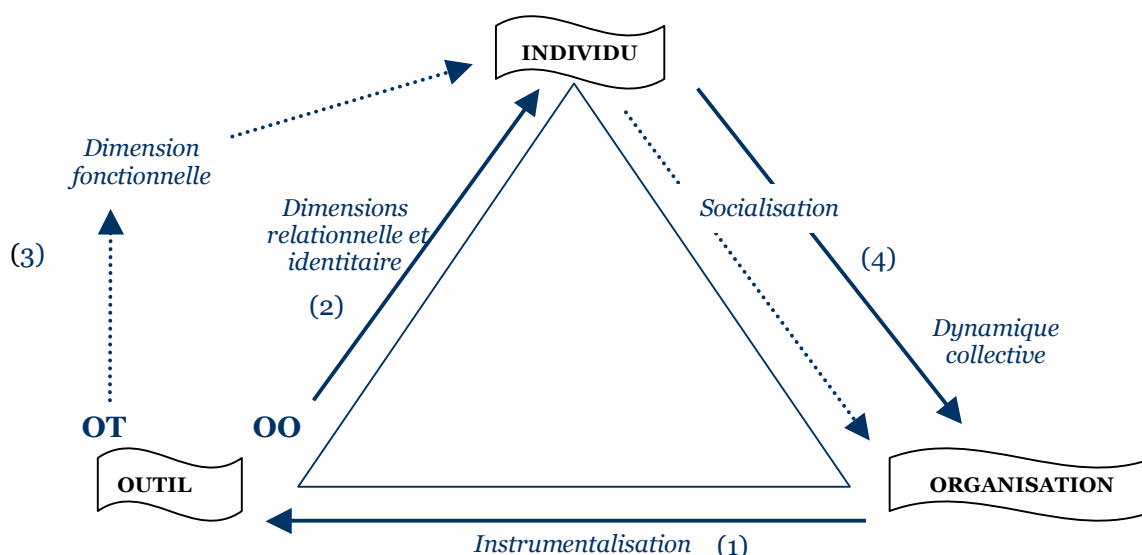 INDIVIDU
Dimension
fonctionnelle
Dimensions
relationnelle et
identitaire
Socialisation
(3)
(2)
(4)
Dynamique
collective
OT
OO
OUTIL
ORGANISATION
Instrumentalisation (1)